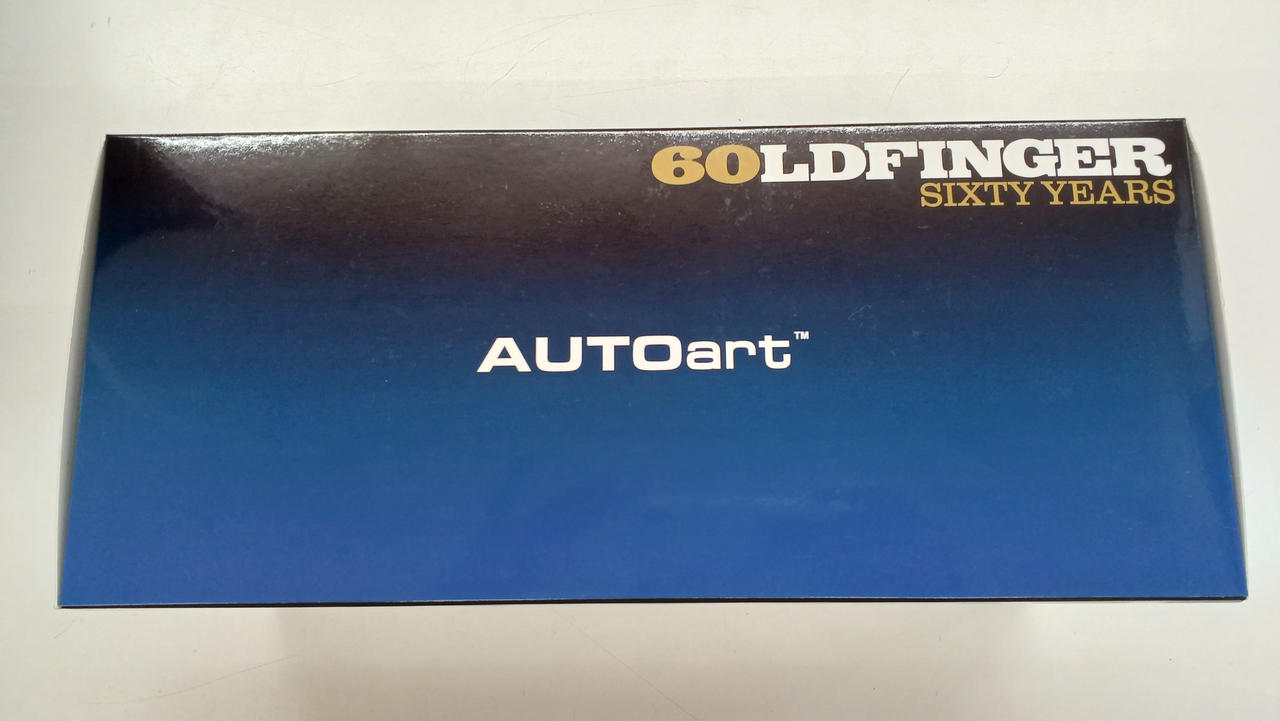 60LDFINGER
SIXTY YEARS
AUTOart™